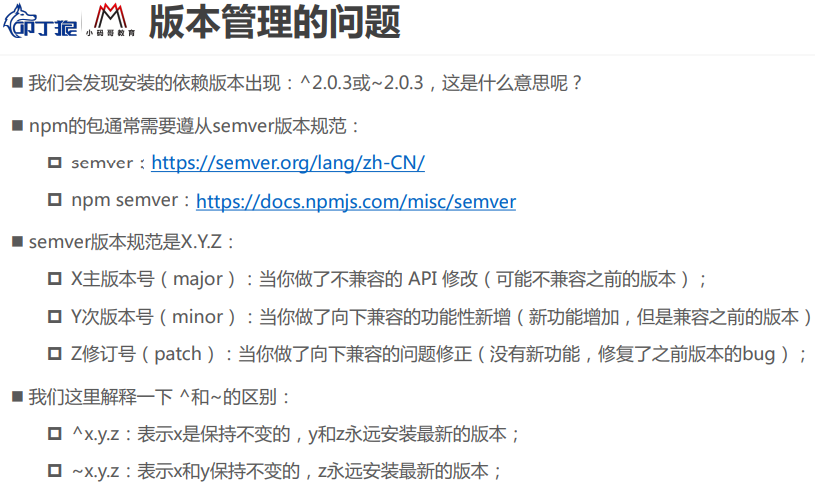 叩丁狼
小码哥教育
版本管理的问题
我们会发现安装的依赖版本出现：^2.0.3或~2.0.3，这是什么意思呢？
npm的包通常需要遵从semver版本规范：
semver：https://semver.org/lang/zh-CN/
npm semver：https://docs.npmjs.com/misc/semver
semver版本规范是X.Y.Z：
X主版本号（major）：当你做了不兼容的 API 修改（可能不兼容之前的版本）；
Y次版本号（minor）：当你做了向下兼容的功能性新增（新功能增加，但是兼容之前的版本）
Z修订号（patch）：当你做了向下兼容的问题修正（没有新功能，修复了之前版本的bug）；
我们这里解释一下 ^和~的区别：
^x.y.z：表示x是保持不变的，y和z永远安装最新的版本；
~x.y.z：表示x和y保持不变的，z永远安装最新的版本；